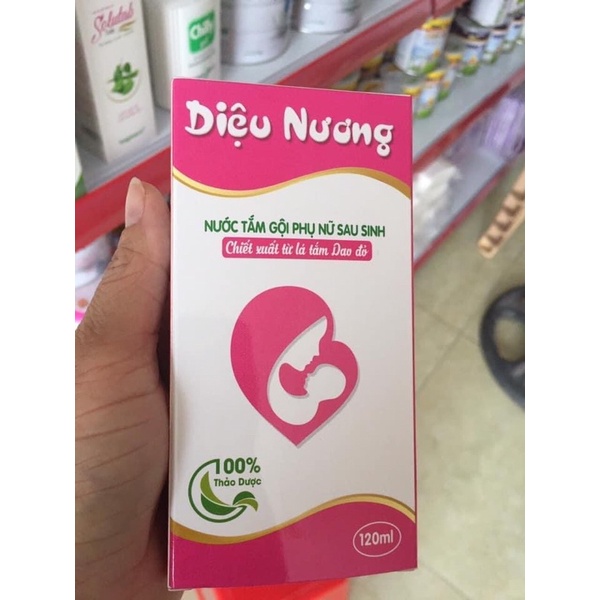 Diệu Nương
NƯỚC TẮM GỘI PHỤ NỮ SAU SINH
Chiết xuất từ lá tắm Dao đỏ
100%
Thảo Dược
120ml